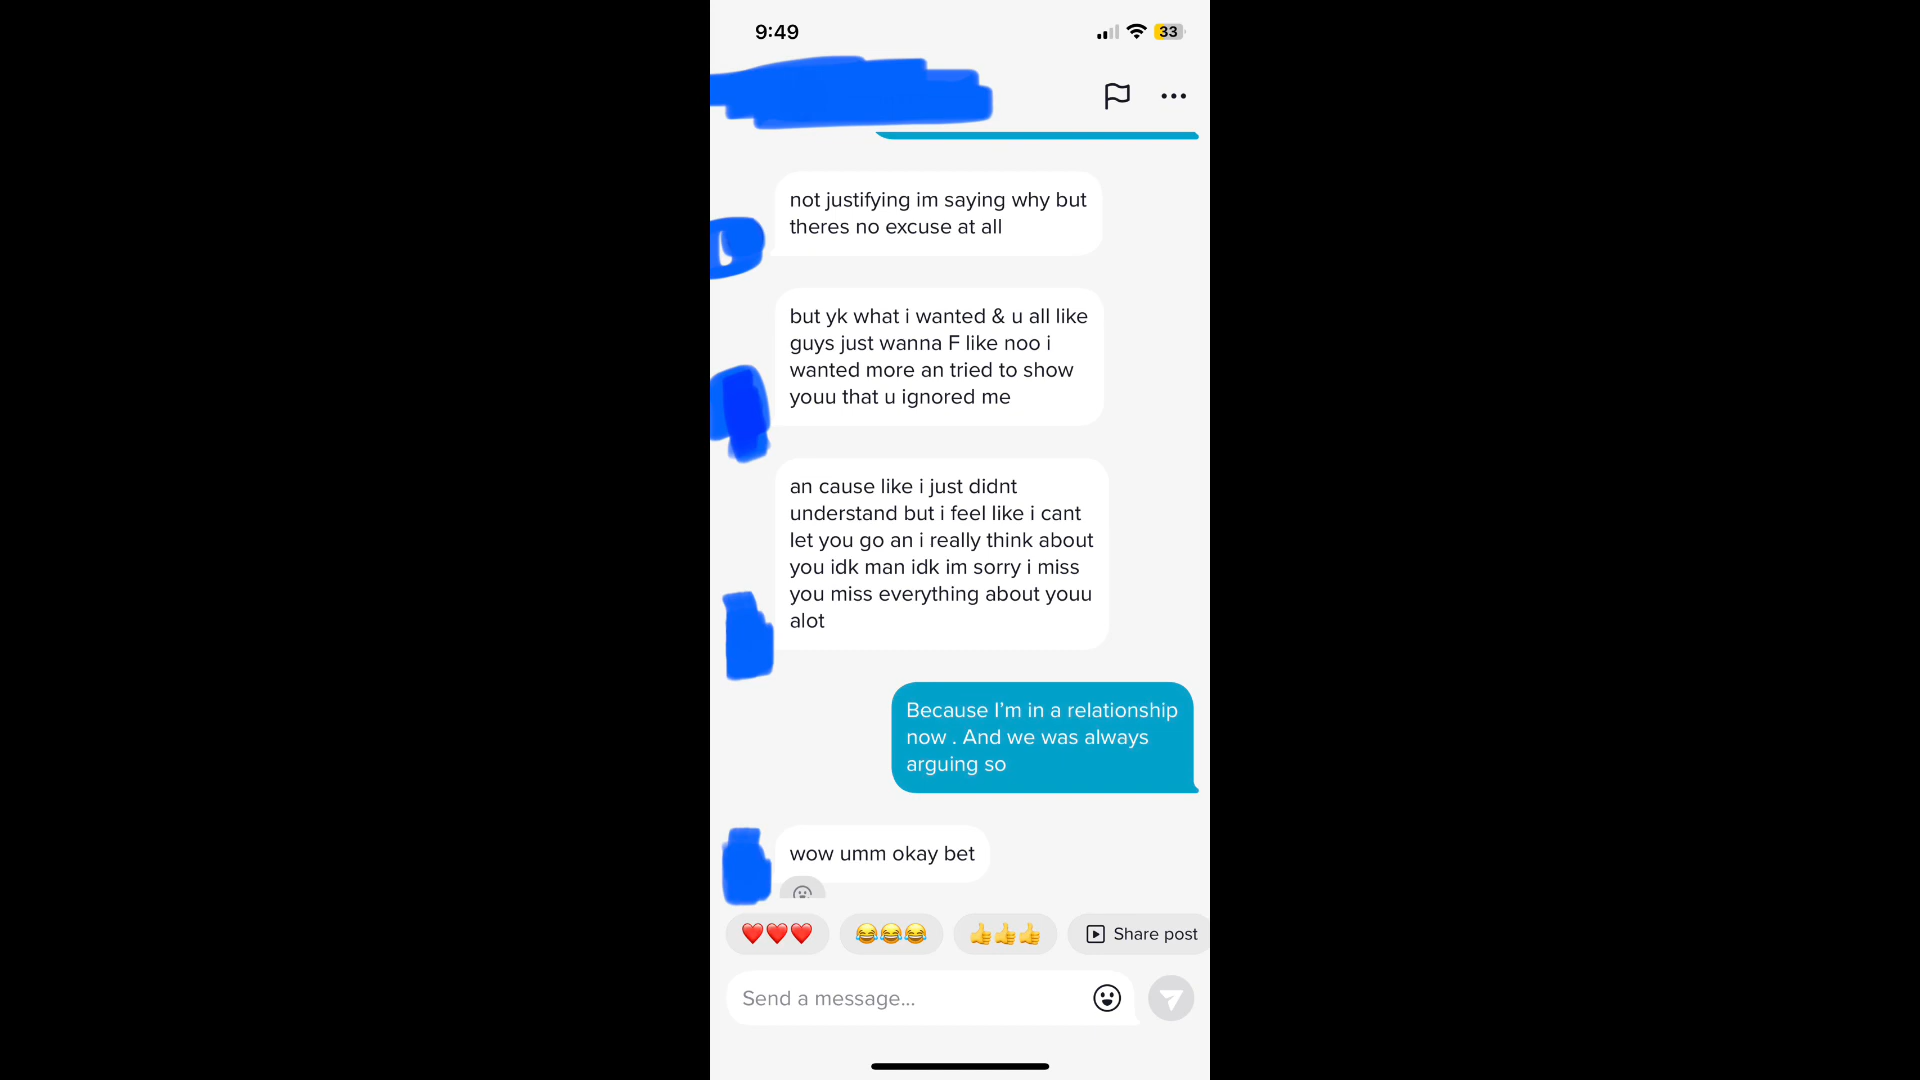 9:49
33
not justifying im saying why but
theres no excuse at all
but yk what i wanted & u all like
guys just wanna F like noo i
wanted more an tried to show
youu that u ignored me
an cause like i just didnt
understand but i feel like i cant
let you go an i really think about
you idk man idk im sorry i miss
you miss everything about youu
alot
Because I’m in a relationship
now . And we was always
arguing so
wow umm okay bet
❤️❤️❤️ 😂😂😂 👍👍👍 Share post
Send a message...